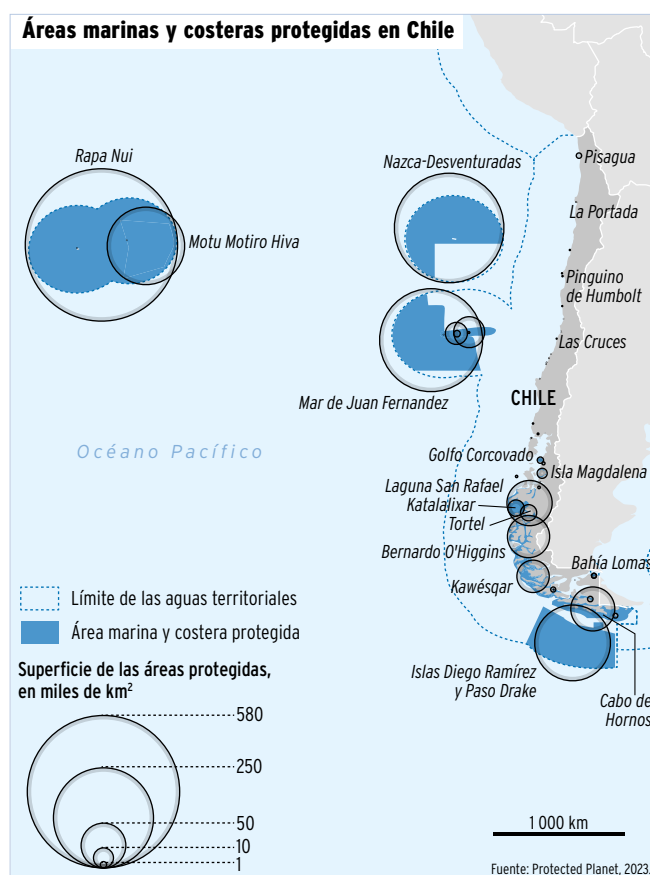 Áreas marinas y costeras protegidas en Chile
Rapa Nui
Motu Motiro Hiva
Nazca-Desventuradas
Pisagua
La Portada
Pinguino
de Humbolt
Las Cruces
Mar de Juan Fernandez
CHILE
Océano Pacífico
Golfo Corcovado
Isla Magdalena
Laguna San Rafael
Katalalixar
Tortel
Bernardo O'Higgins
Bahía Lomas
Kawésqar
Islas Diego Ramírez
y Paso Drake
Cabo de
Hornos
Límite de las aguas territoriales
Área marina y costera protegida
Superficie de las áreas protegidas,
en miles de km²
580
250
50
10
1
1 000 km
Fuente: Protected Planet, 2023.